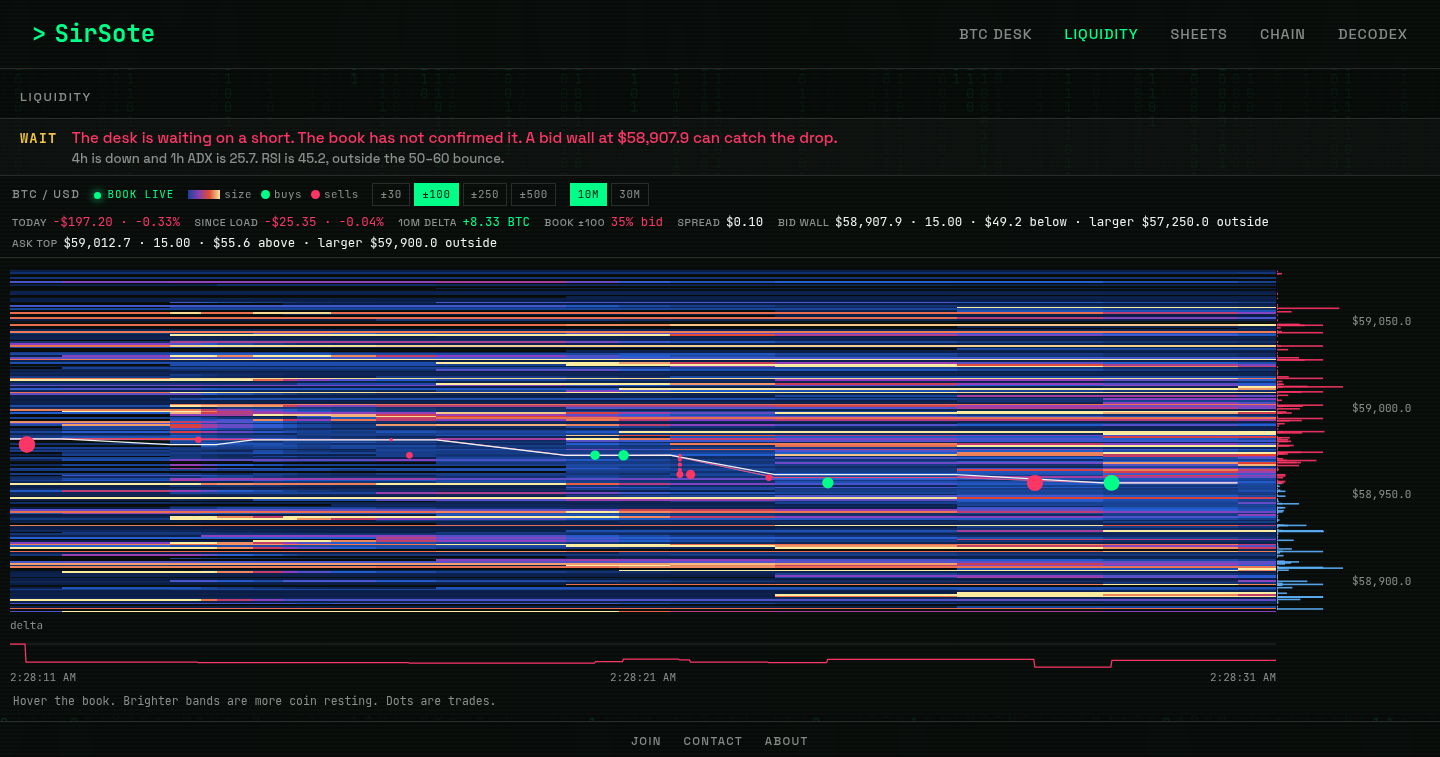 > SirSote
BTC DESK LIQUIDITY SHEETS CHAIN DECODEX
LIQUIDITY
WAIT The desk is waiting on a short. The book has not confirmed it. A bid wall at $58,907.9 can catch the drop.
4h is down and 1h ADX is 25.7. RSI is 45.2, outside the 50–60 bounce.
BTC / USD BOOK LIVE size buys sells ±30 ±100 ±250 ±500 10M 30M
TODAY -$197.20 · -0.33% SINCE LOAD -$25.35 · -0.04% 10M DELTA +8.33 BTC BOOK ±100 35% bid SPREAD $0.10 BID WALL $58,907.9 · 15.00 · $49.2 below · larger $57,250.0 outside
ASK TOP $59,012.7 · 15.00 · $55.6 above · larger $59,900.0 outside
$59,050.0
$59,000.0
$58,950.0
$58,900.0
delta
2:28:11 AM 2:28:21 AM 2:28:31 AM
Hover the book. Brighter bands are more coin resting. Dots are trades.
JOIN CONTACT ABOUT